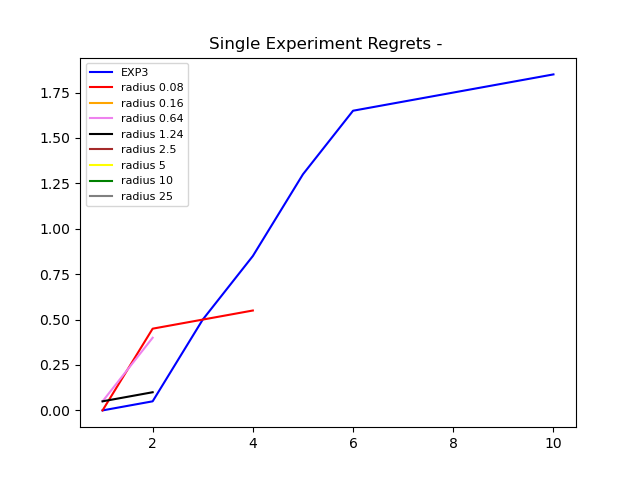 Single Experiment Regrets -
EXP3
radius 0.08
radius 0.16
radius 0.64
radius 1.24
radius 2.5
radius 5
radius 10
radius 25
1.75
1.50
1.25
1.00
0.75
0.50
0.25
0.00
2 4 6 8 10